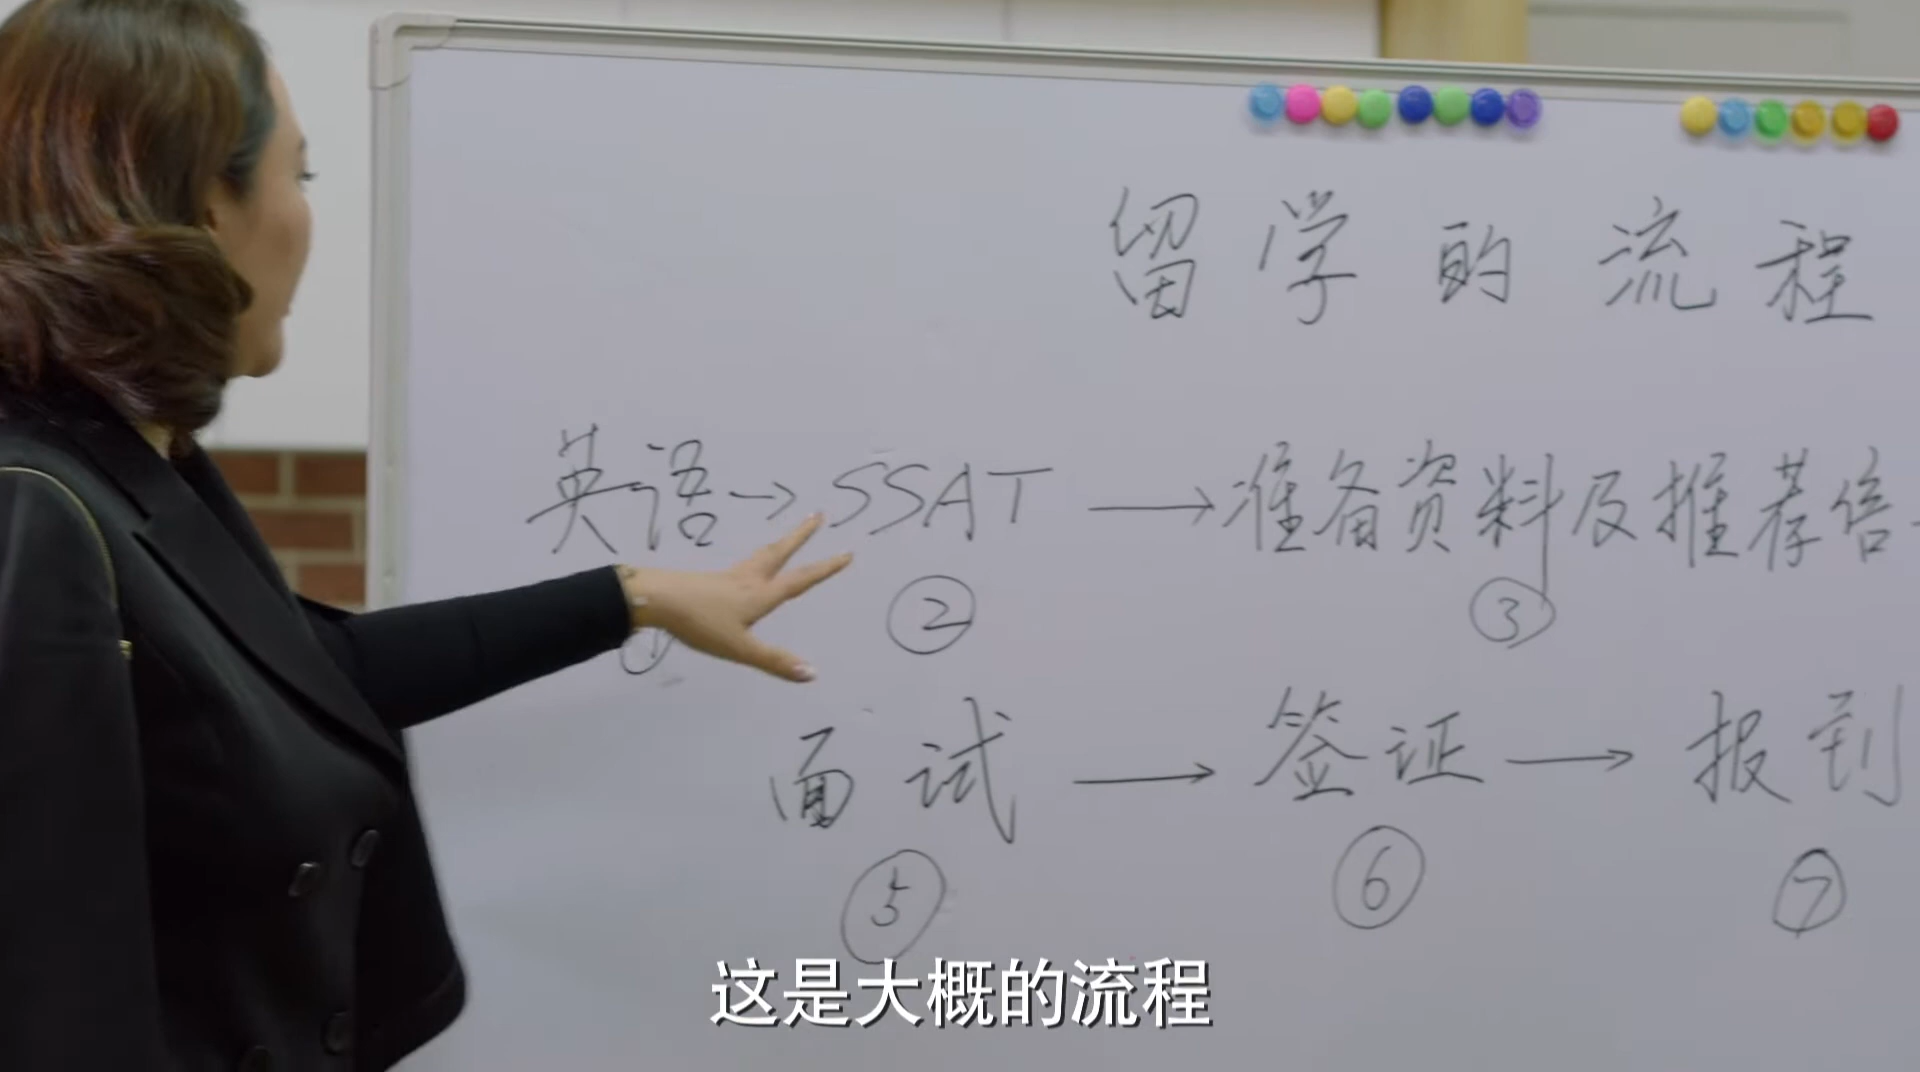 留学的流程
英语→SSAT→准备资料及推荐信
① ② ③
面试→签证→报到
⑤ ⑥ ⑦
这是大概的流程